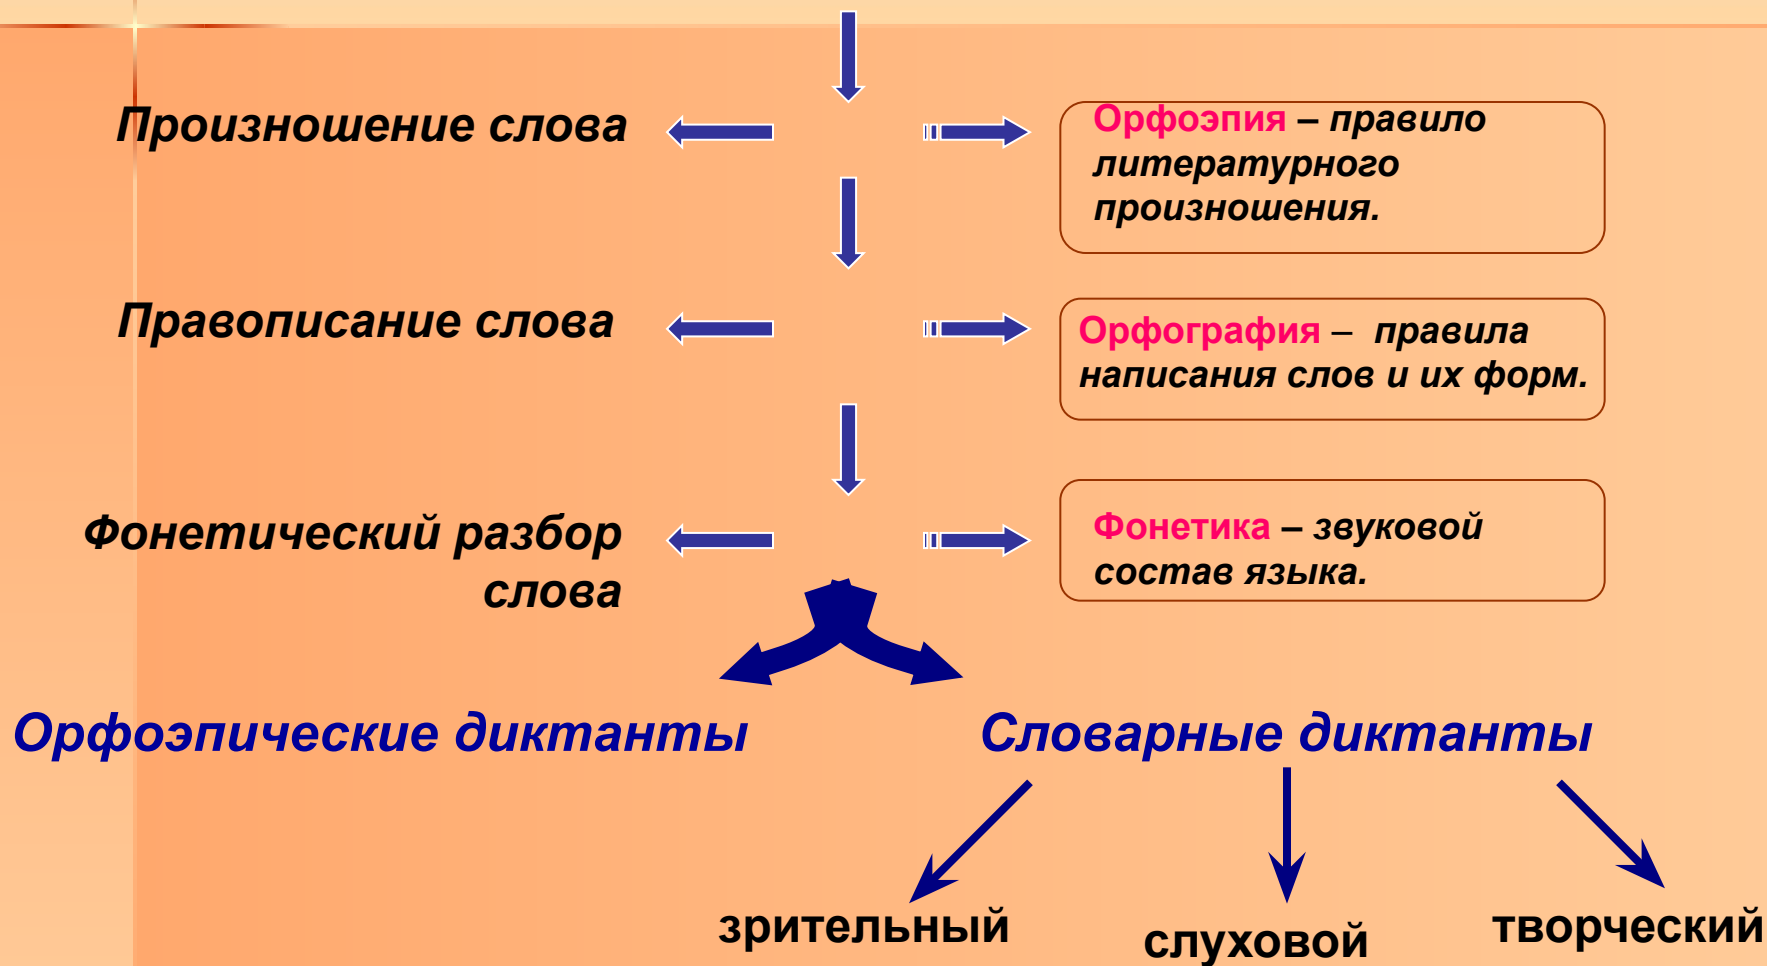 Произношение слова
Орфоэпия – правило
литературного
произношения.
Правописание слова
Орфография – правила
написания слов и их форм.
Фонетический разбор
слова
Фонетика – звуковой
состав языка.
Орфоэпические диктанты
Словарные диктанты
зрительный
слуховой
творческий